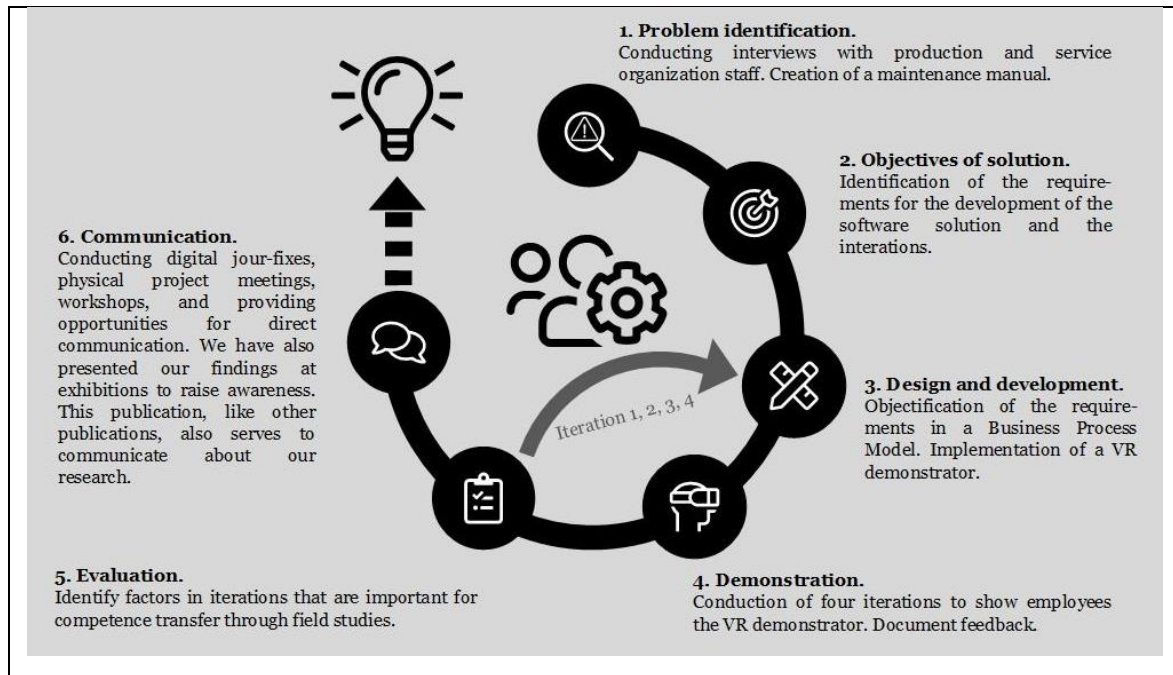 1. Problem identification.
Conducting interviews with production and service
organization staff. Creation of a maintenance manual.
2. Objectives of solution.
Identification of the require-
ments for the development of the
software solution and the
interations.
3. Design and development.
Objectification of the require-
ments in a Business Process
Model. Implementation of a VR
demonstrator.
4. Demonstration.
Conduction of four iterations to show employees
the VR demonstrator. Document feedback.
5. Evaluation.
Identify factors in iterations that are important for
competence transfer through field studies.
6. Communication.
Conducting digital jour-fixes,
physical project meetings,
workshops, and providing
opportunities for direct
communication. We have also
presented our findings at
exhibitions to raise awareness.
This publication, like other
publications, also serves to
communicate about our
research.
Iteration 1, 2, 3, 4